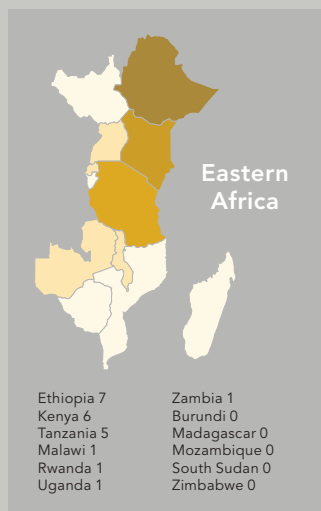 Eastern
Africa
Ethiopia 7
Kenya 6
Tanzania 5
Malawi 1
Rwanda 1
Uganda 1
Zambia 1
Burundi 0
Madagascar 0
Mozambique 0
South Sudan 0
Zimbabwe 0